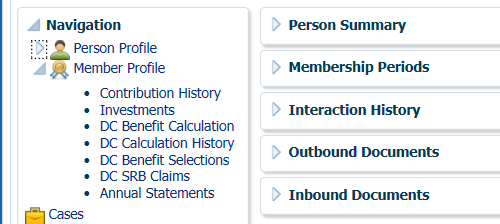 Navigation
Person Profile
Member Profile
Contribution History
Investments
DC Benefit Calculation
DC Calculation History
DC Benefit Selections
DC SRB Claims
Annual Statements
Cases
Person Summary
Membership Periods
Interaction History
Outbound Documents
Inbound Documents